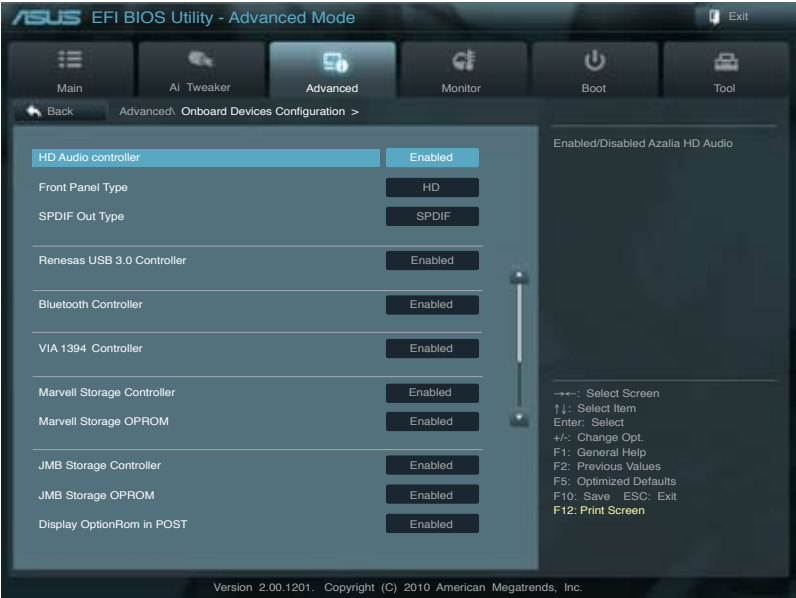 ASUS EFI BIOS Utility - Advanced Mode
Exit
Main
Ai Tweaker
Advanced
Monitor
Boot
Tool
Back
Advanced\ Onboard Devices Configuration >
HD Audio controller Enabled
Front Panel Type HD
SPDIF Out Type SPDIF
Renesas USB 3.0 Controller Enabled
Bluetooth Controller Enabled
VIA 1394 Controller Enabled
Marvell Storage Controller Enabled
Marvell Storage OPROM Enabled
JMB Storage Controller Enabled
JMB Storage OPROM Enabled
Display OptionRom in POST Enabled
Enabled/Disabled Azalia HD Audio
→←: Select Screen
↑↓: Select Item
Enter: Select
+/-: Change Opt.
F1: General Help
F2: Previous Values
F5: Optimized Defaults
F10: Save ESC: Exit
F12: Print Screen
Version 2.00.1201. Copyright (C) 2010 American Megatrends, Inc.